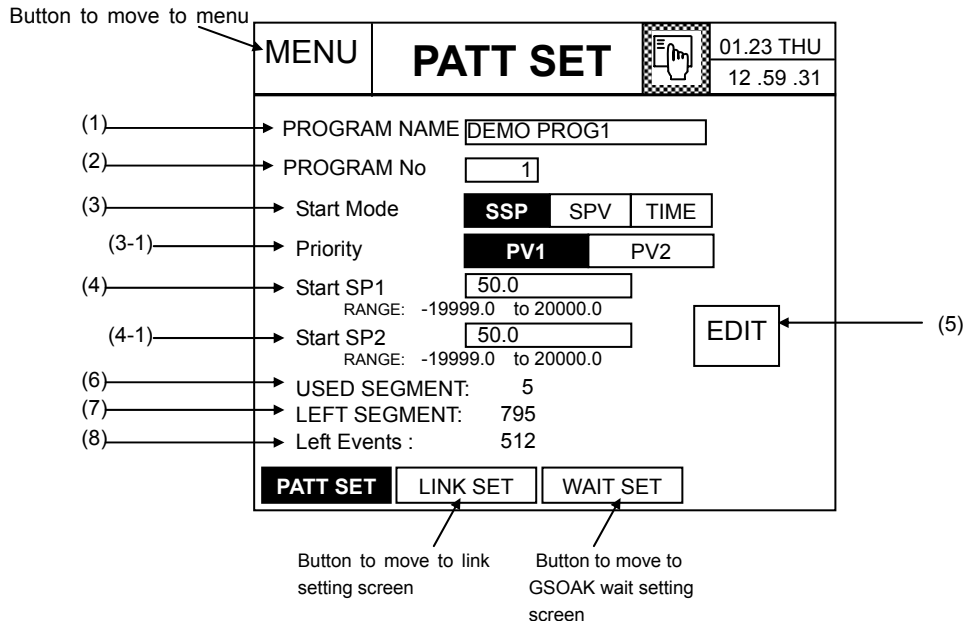 Button to move to menu
MENU PATT SET 01.23 THU
12 .59 .31
(1) PROGRAM NAME DEMO PROG1
(2) PROGRAM No 1
(3) Start Mode SSP SPV TIME
(3-1) Priority PV1 PV2
(4) Start SP1 50.0
RANGE: -19999.0 to 20000.0
EDIT (5)
(4-1) Start SP2 50.0
RANGE: -19999.0 to 20000.0
(6) USED SEGMENT: 5
(7) LEFT SEGMENT: 795
(8) Left Events : 512
PATT SET LINK SET WAIT SET
Button to move to link
setting screen
Button to move to
GSOAK wait setting
screen